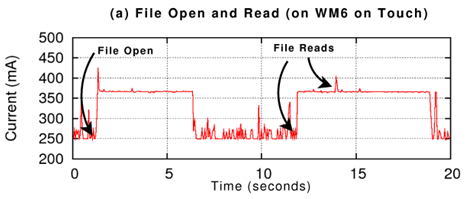 (a) File Open and Read (on WM6 on Touch)
500
450
400
350
300
250
200
Current (mA)
File Open
File Reads
0 5 10 15 20
Time (seconds)